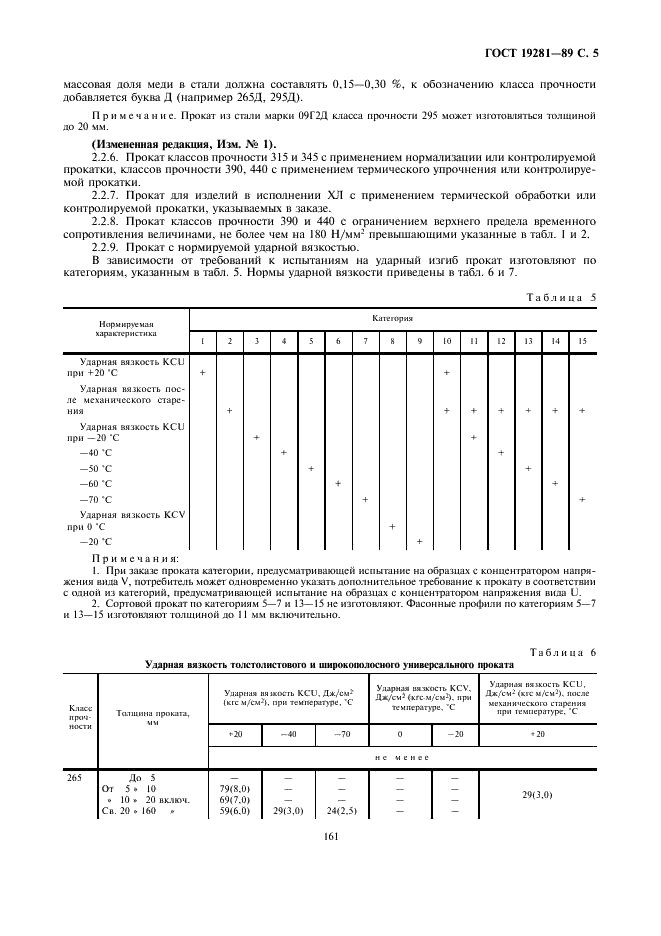 ГОСТ 19281—89 С. 5
массовая доля меди в стали должна составлять 0,15—0,30 %, к обозначению класса прочности
добавляется буква Д (например 265Д, 295Д).
Примечание. Прокат из стали марки 09Г2Д класса прочности 295 может изготовляться толщиной
до 20 мм.
(Измененная редакция, Изм. № 1).
2.2.6. Прокат классов прочности 315 и 345 с применением нормализации или контролируемой
прокатки, классов прочности 390, 440 с применением термического упрочнения или контролируе-
мой прокатки.
2.2.7. Прокат для изделий в исполнении ХЛ с применением термической обработки или
контролируемой прокатки, указываемых в заказе.
2.2.8. Прокат классов прочности 390 и 440 с ограничением верхнего предела временного
сопротивления величинами, не более чем на 180 Н/мм² превышающими указанные в табл. 1 и 2.
2.2.9. Прокат с нормируемой ударной вязкостью.
В зависимости от требований к испытаниям на ударный изгиб прокат изготовляют по
категориям, указанным в табл. 5. Нормы ударной вязкости приведены в табл. 6 и 7.
Таблица 5
Нормируемая
характеристика
Категория
1 2 3 4 5 6 7 8 9 10 11 12 13 14 15
Ударная вязкость KCU
при +20 °С + +
Ударная вязкость пос-
ле механического старе-
ния + + + + + + +
Ударная вязкость KCU
при —20 °С + +
—40 °С + +
—50 °С + +
—60 °С + +
—70 °С + +
Ударная вязкость KCV
при 0 °С +
—20 °С +
Примечания:
1. При заказе проката категории, предусматривающей испытание на образцах с концентратором напря-
жения вида V, потребитель может одновременно указать дополнительное требование к прокату в соответствии
с одной из категорий, предусматривающей испытание на образцах с концентратором напряжения вида U.
2. Сортовой прокат по категориям 5—7 и 13—15 не изготовляют. Фасонные профили по категориям 5—7
и 13—15 изготовляют толщиной до 11 мм включительно.
Таблица 6
Ударная вязкость толстолистового и широкополосного универсального проката
Класс
проч-
ности
Толщина проката,
мм
Ударная вязкость KCU, Дж/см²
(кгс·м/см²), при температуре, °С
Ударная вязкость KCV,
Дж/см² (кгс·м/см²), при
температуре, °С
Ударная вязкость KCU,
Дж/см² (кгс·м/см²), после
механического старения
при температуре, °С
+20 —40 —70 0 —20 +20
не менее
265 До 5 — — — — —
От 5 » 10 79(8,0) — — — —
» 10 » 20 включ. 69(7,0) — — — —
Св. 20 » 160 » 59(6,0) 29(3,0) 24(2,5) — —
29(3,0)
161